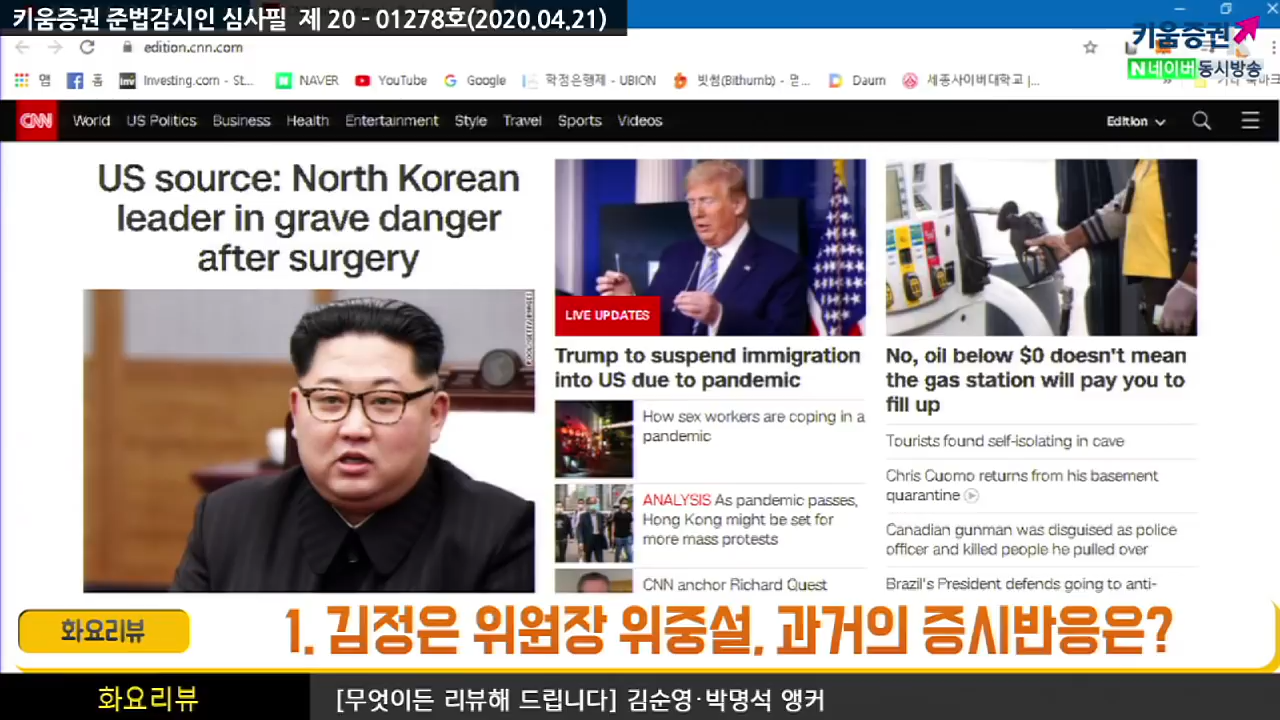 키움증권 준법감시인 심사필 제 20 - 01278호(2020.04.21)
키움증권
N네이버 동시방송
edition.cnn.com
앱
홈
Investing.com - St...
NAVER
YouTube
Google
학점은행제 - UBION
빗썸(Bithumb) - 믿...
Daum
세종사이버대학교 |...
CNN
World
US Politics
Business
Health
Entertainment
Style
Travel
Sports
Videos
Edition
US source: North Korean
leader in grave danger
after surgery
LIVE UPDATES
Trump to suspend immigration
into US due to pandemic
How sex workers are coping in a
pandemic
ANALYSIS As pandemic passes,
Hong Kong might be set for
more mass protests
CNN anchor Richard Quest
No, oil below $0 doesn't mean
the gas station will pay you to
fill up
Tourists found self-isolating in cave
Chris Cuomo returns from his basement
quarantine
Canadian gunman was disguised as police
officer and killed people he pulled over
Brazil's President defends going to anti-
화요리뷰
1. 김정은 위원장 위중설, 과거의 증시반응은?
화요리뷰
[무엇이든 리뷰해 드립니다] 김순영·박명석 앵커